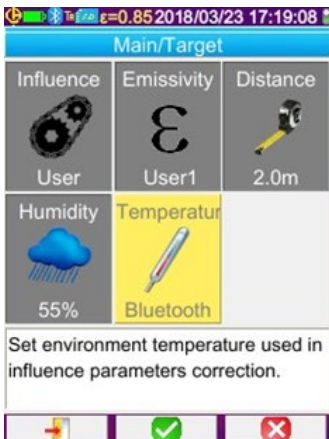 ε=0.85 2018/03/23 17:19:08
Main/Target
Influence Emissivity Distance
ε
User User1 2.0m
Humidity Temperatur
55% Bluetooth
Set environment temperature used in
influence parameters correction.